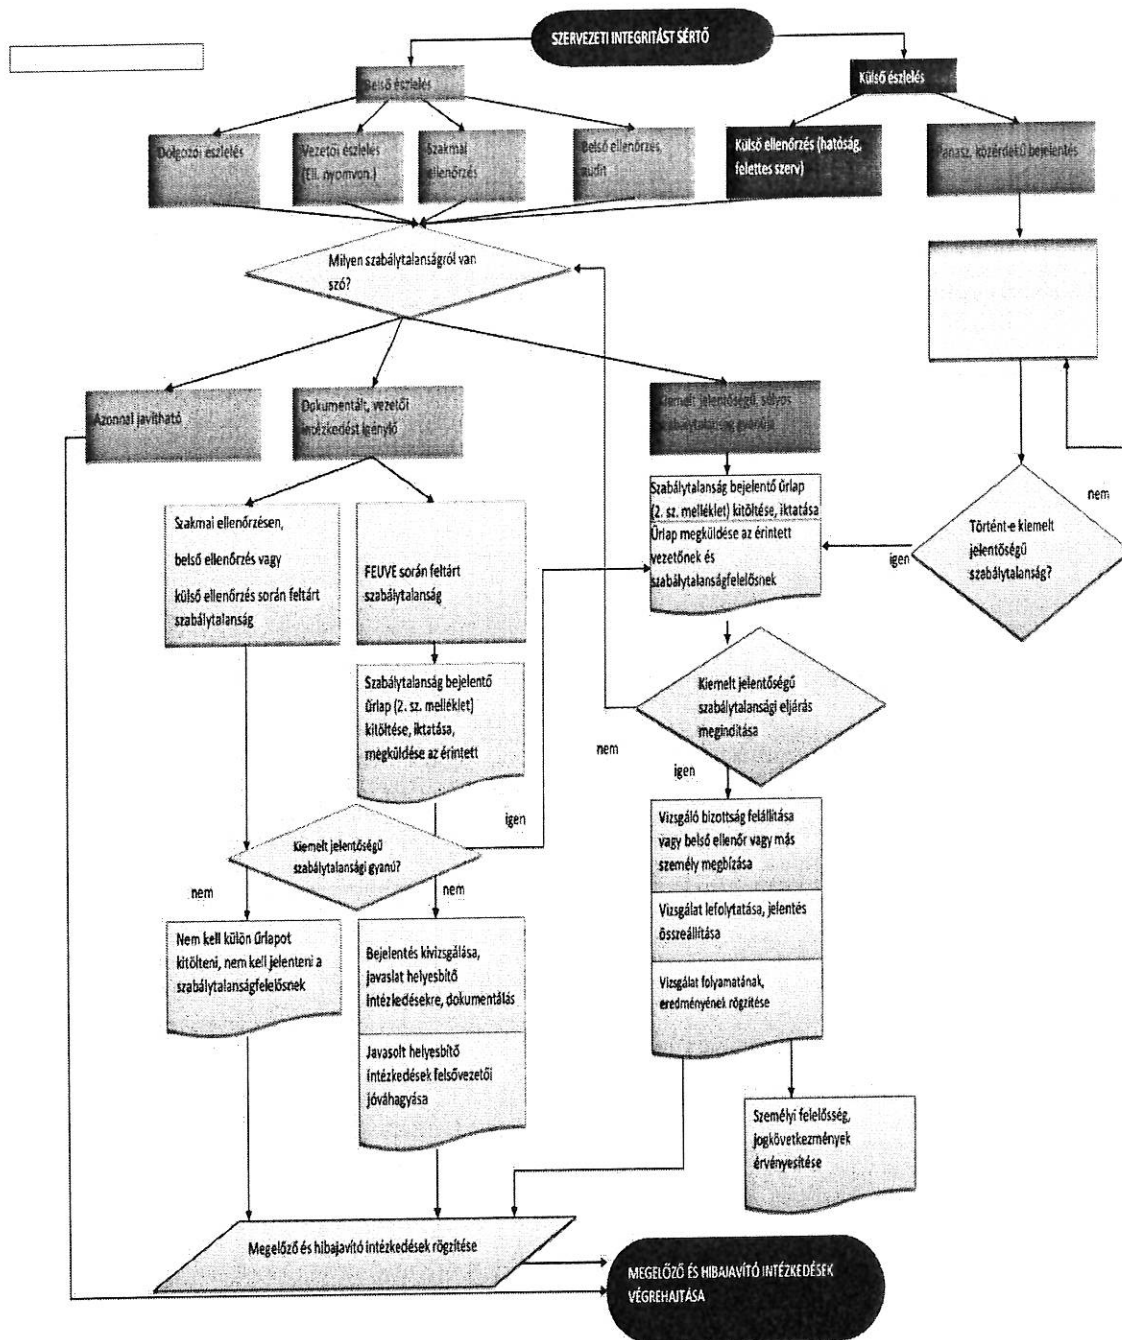 SZERVEZETI INTEGRITÁST SÉRTŐ
Belső észlelés
Külső észlelés
Dolgozói észlelés
Vezetői észlelés
(Ell. nyomvon.)
Szakmai
ellenőrzés
Belső ellenőrzés,
audit
Külső ellenőrzés (hatóság,
felettes szerv)
Panasz, közérdekű bejelentés
Milyen szabálytalanságról van
szó?
Azonnal javítható
Dokumentált, vezetői
intézkedést igénylő
Kiemelt jelentőségű, súlyos
szabálytalanság gyanúja
Szakmai ellenőrzésen,
belső ellenőrzés vagy
külső ellenőrzés során feltárt
szabálytalanság
FEUVE során feltárt
szabálytalanság
Szabálytalanság bejelentő űrlap
(2. sz. melléklet) kitöltése, iktatása
Űrlap megküldése az érintett
vezetőnek és
szabálytalanságfelelősnek
igen
nem
Történt-e kiemelt
jelentőségű
szabálytalanság?
Szabálytalanság bejelentő
űrlap (2. sz. melléklet)
kitöltése, iktatása,
megküldése az érintett
Kiemelt jelentőségű
szabálytalansági eljárás
megindítása
nem
igen
Kiemelt jelentőségű
szabálytalansági gyanú?
igen
nem
nem
Vizsgáló bizottság felállítása
vagy belső ellenőr vagy más
személy megbízása
Vizsgálat lefolytatása, jelentés
összeállítása
Vizsgálat folyamatának,
eredményének rögzítése
Nem kell külön űrlapot
kitölteni, nem kell jelenteni a
szabálytalanságfelelősnek
Bejelentés kivizsgálása,
javaslat helyesbítő
intézkedésekre, dokumentálás
Javasolt helyesbítő
intézkedések felsővezetői
jóváhagyása
Személyi felelősség,
jogkövetkezmények
érvényesítése
Megelőző és hibajavító intézkedések rögzítése
MEGELŐZŐ ÉS HIBAJAVÍTÓ INTÉZKEDÉSEK
VÉGREHAJTÁSA